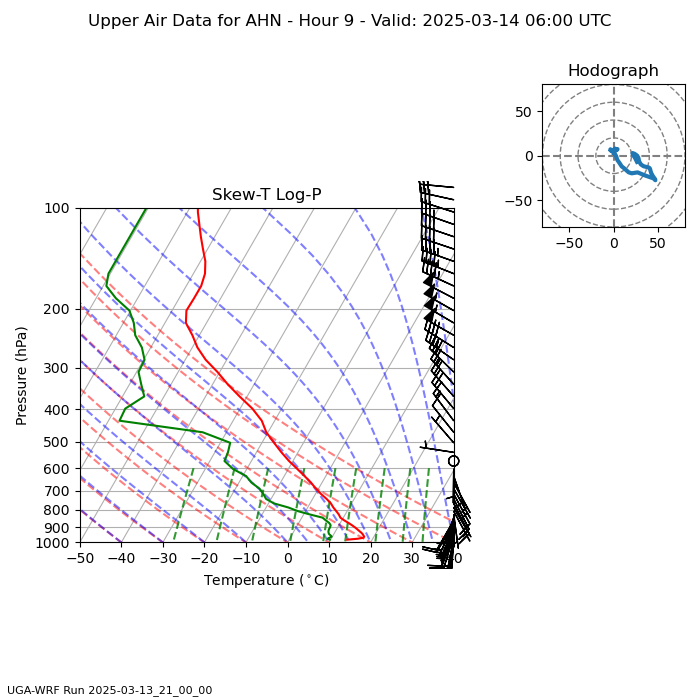 Upper Air Data for AHN - Hour 9 - Valid: 2025-03-14 06:00 UTC
Hodograph
50
0
−50
−50 0 50
Skew-T Log-P
100
200
300
400
500
600
700
800
900
1000
Pressure (hPa)
−50 −40 −30 −20 −10 0 10 20 30 40
Temperature (°C)
UGA-WRF Run 2025-03-13_21_00_00